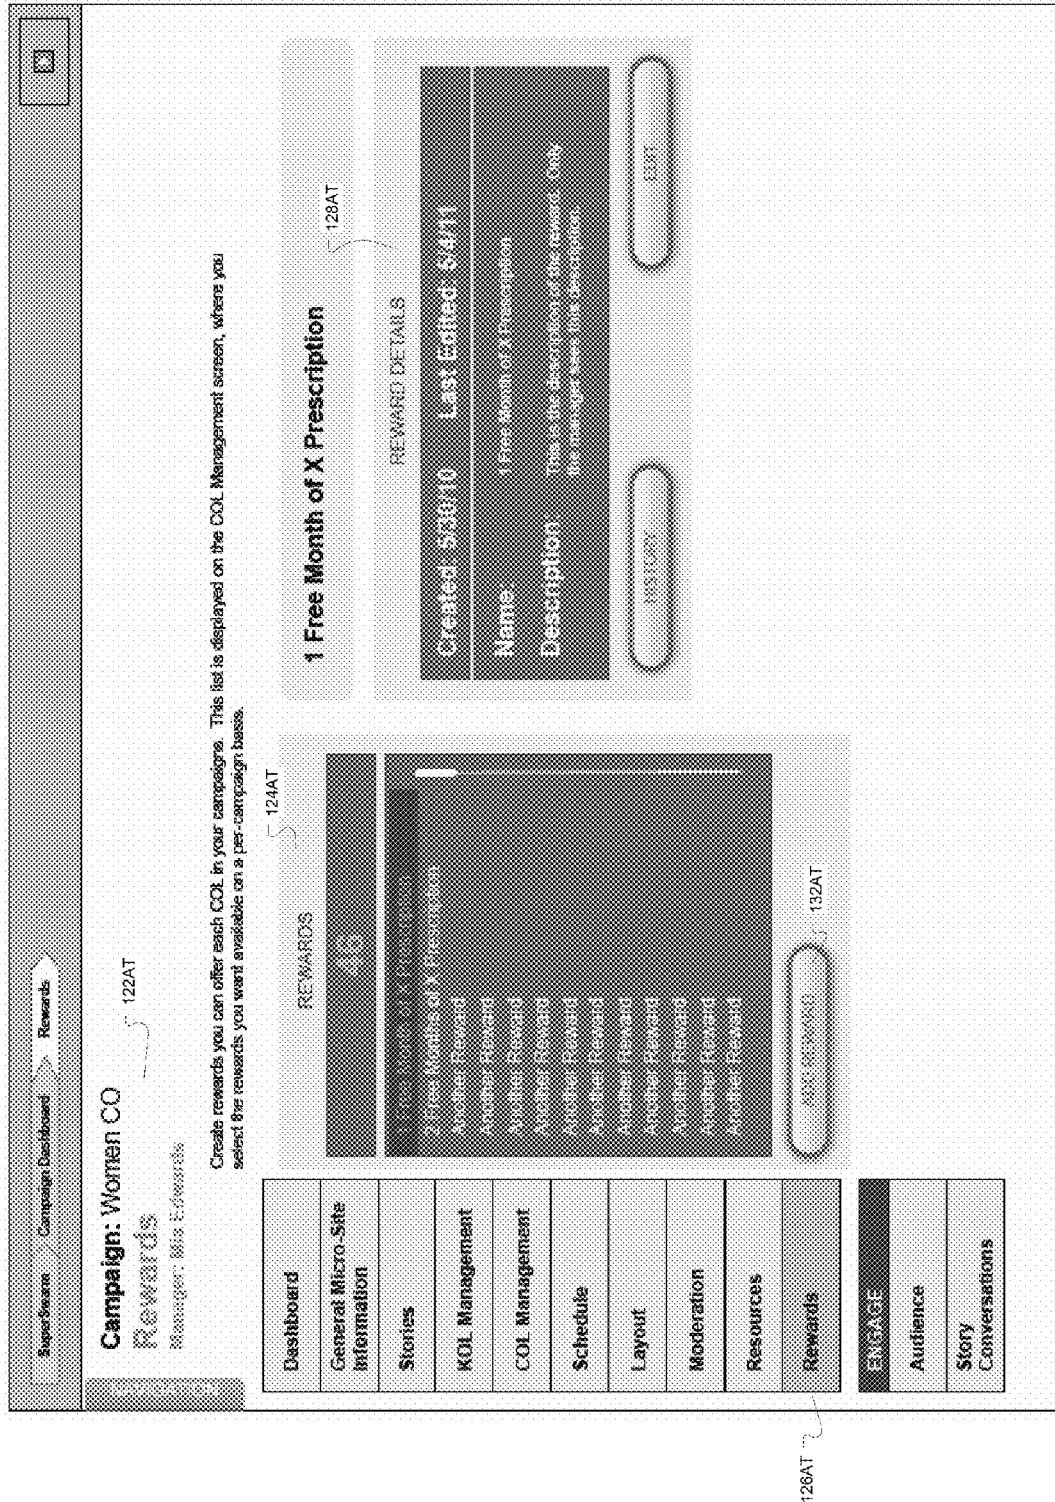 SuperSwarm
Campaign Dashboard
Rewards
Campaign: Women CO
Rewards
122AT
Manager: Mia Edwards
Create rewards you can offer each COL in your campaigns. This list is displayed on the COL Management screen, where you
select the rewards you want available on a per-campaign basis.
Dashboard
General Micro-Site
Information
Stories
KOL Management
COL Management
Schedule
Layout
Moderation
Resources
Rewards
126AT
ENGAGE
Audience
Story
Conversations
124AT
REWARDS
46
2 Free Months of X Prescription
Another Reward
Another Reward
Another Reward
Another Reward
Another Reward
Another Reward
Another Reward
Another Reward
Another Reward
Another Reward
Another Reward
ADD REWARD
132AT
1 Free Month of X Prescription
128AT
REWARD DETAILS
Created: 5/30/10 Last Edited: 6/4/11
Name: 1 Free Month of X Prescription
Description: This is the description of the reward. Only
the manager sees this description.
HISTORY
EDIT